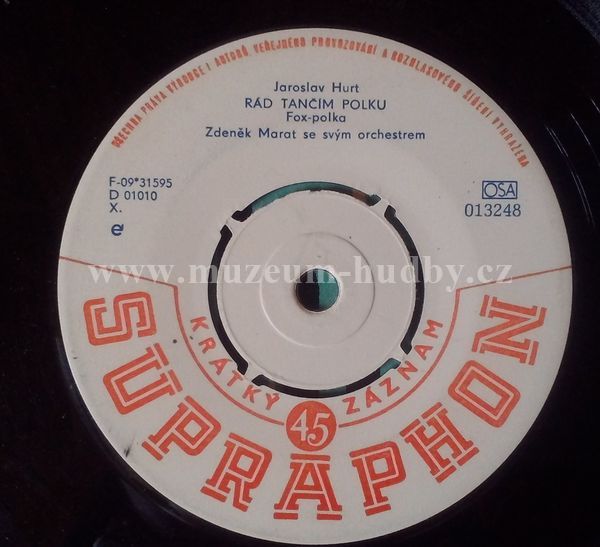 VŠECHNA PRÁVA VÝROBCE I AUTORŮ VEŘEJNÉHO PROVOZOVÁNÍ A ROZHLASOVÉHO ŠÍŘENÍ VYHRAŽENA
Jaroslav Hurt
RÁD TANČÍM POLKU
Fox-polka
Zdeněk Marat se svým orchestrem
F-09*31595
D 01010
X.
OSA
013248
www.muzeum-hudby.cz
KRÁTKÝ 45 ZÁZNAM
SUPRAPHON